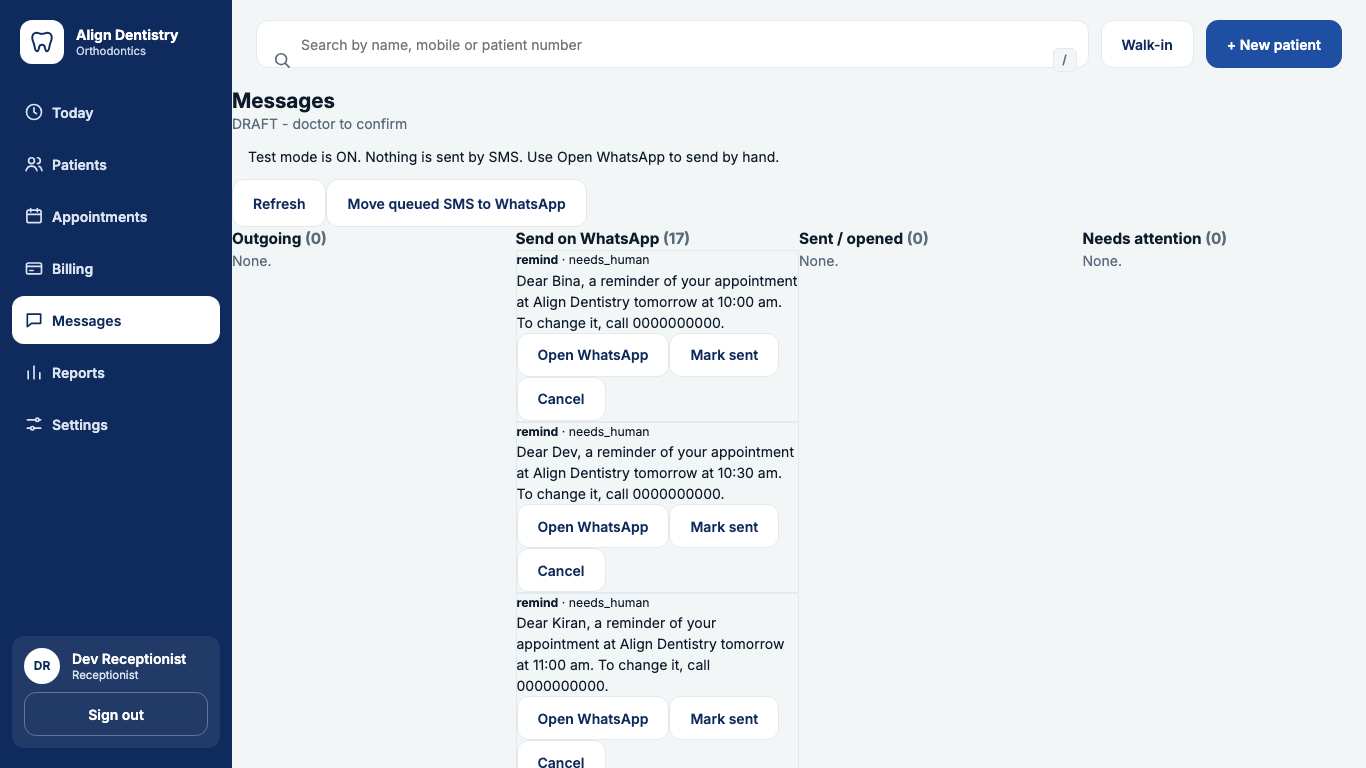 Align Dentistry
Orthodontics
Today
Patients
Appointments
Billing
Messages
Reports
Settings
DR
Dev Receptionist
Receptionist
Sign out
Search by name, mobile or patient number
/
Walk-in
+ New patient
Messages
DRAFT - doctor to confirm
Test mode is ON. Nothing is sent by SMS. Use Open WhatsApp to send by hand.
Refresh
Move queued SMS to WhatsApp
Outgoing (0)
None.
Send on WhatsApp (17)
remind · needs_human
Dear Bina, a reminder of your appointment
at Align Dentistry tomorrow at 10:00 am.
To change it, call 0000000000.
Open WhatsApp
Mark sent
Cancel
remind · needs_human
Dear Dev, a reminder of your appointment
at Align Dentistry tomorrow at 10:30 am.
To change it, call 0000000000.
Open WhatsApp
Mark sent
Cancel
remind · needs_human
Dear Kiran, a reminder of your
appointment at Align Dentistry tomorrow
at 11:00 am. To change it, call
0000000000.
Open WhatsApp
Mark sent
Cancel
Sent / opened (0)
None.
Needs attention (0)
None.